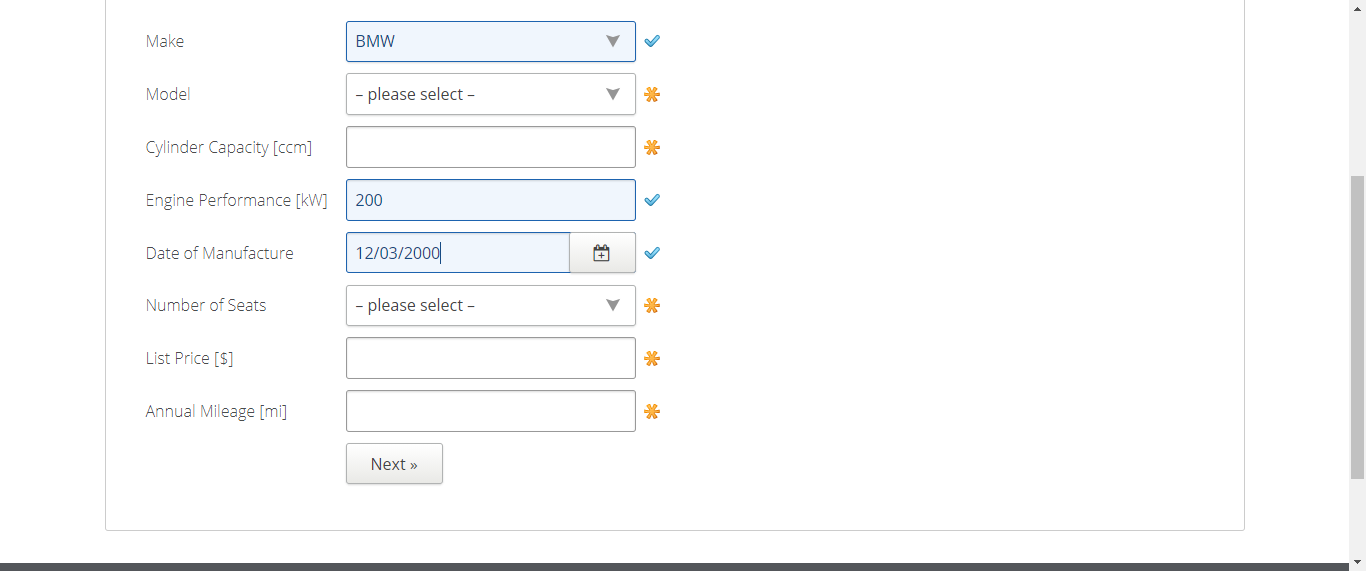 Make BMW
Model – please select –
Cylinder Capacity [ccm]
Engine Performance [kW] 200
Date of Manufacture 12/03/2000
Number of Seats – please select –
List Price [$]
Annual Mileage [mi]
Next »